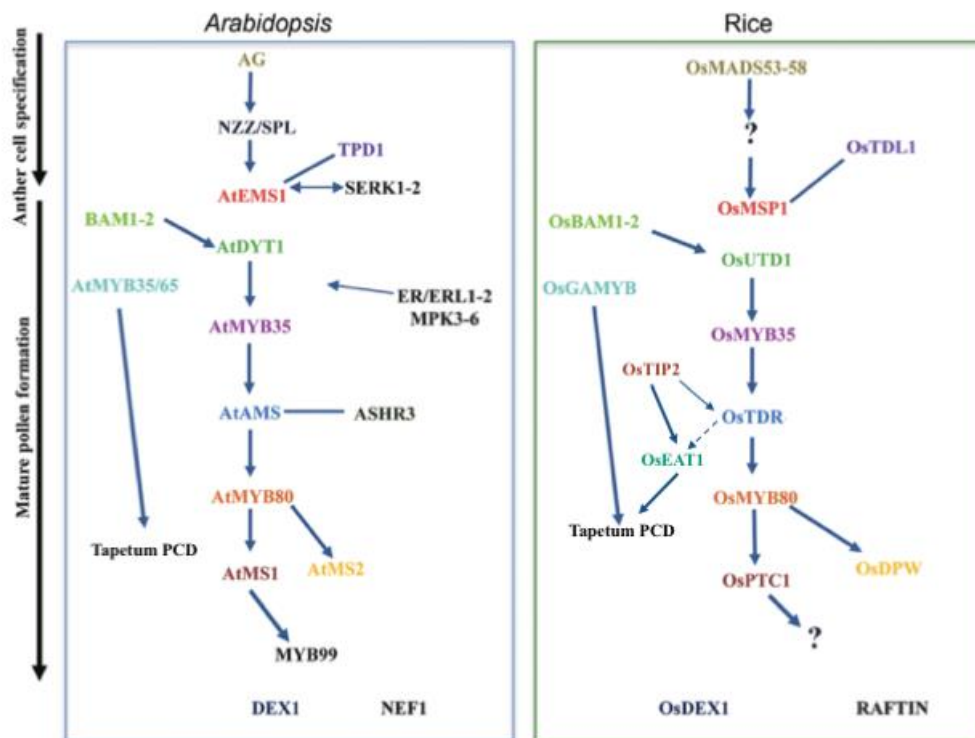 Arabidopsis
Rice
Anther cell specification
Mature pollen formation
AG
NZZ/SPL
TPD1
AtEMS1
SERK1-2
BAM1-2
AtDYT1
AtMYB35/65
ER/ERL1-2
MPK3-6
AtMYB35
AtAMS
ASHR3
AtMYB80
Tapetum PCD
AtMS1
AtMS2
MYB99
DEX1
NEF1
OsMADS53-58
?
OsTDL1
OsMSP1
OsBAM1-2
OsUTD1
OsGAMYB
OsMYB35
OsTIP2
OsTDR
OsEAT1
OsMYB80
Tapetum PCD
OsPTC1
OsDPW
?
OsDEX1
RAFTIN